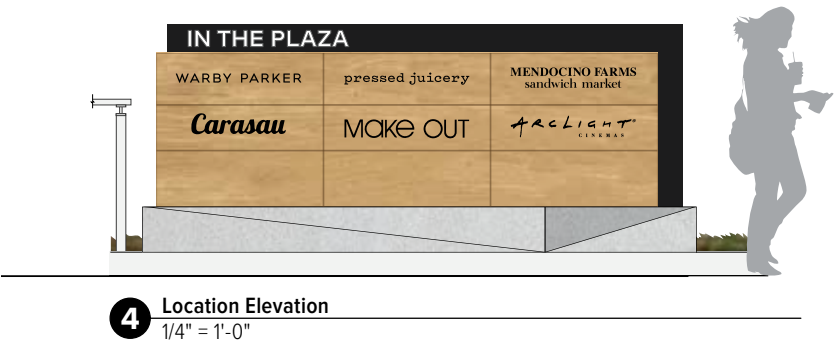 IN THE PLAZA
WARBY PARKER
pressed juicery
MENDOCINO FARMS
sandwich market
Carasau
MAKE OUT
ARCLIGHT®
CINEMAS
4
Location Elevation
1/4" = 1'-0"